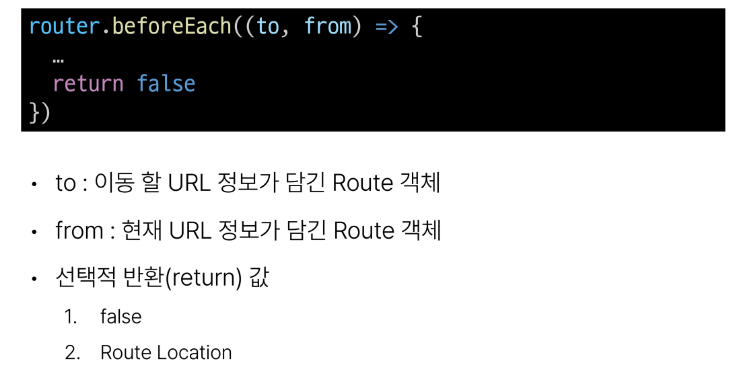 router.beforeEach((to, from) => {
…
return false
})
• to : 이동 할 URL 정보가 담긴 Route 객체
• from : 현재 URL 정보가 담긴 Route 객체
• 선택적 반환(return) 값
1. false
2. Route Location